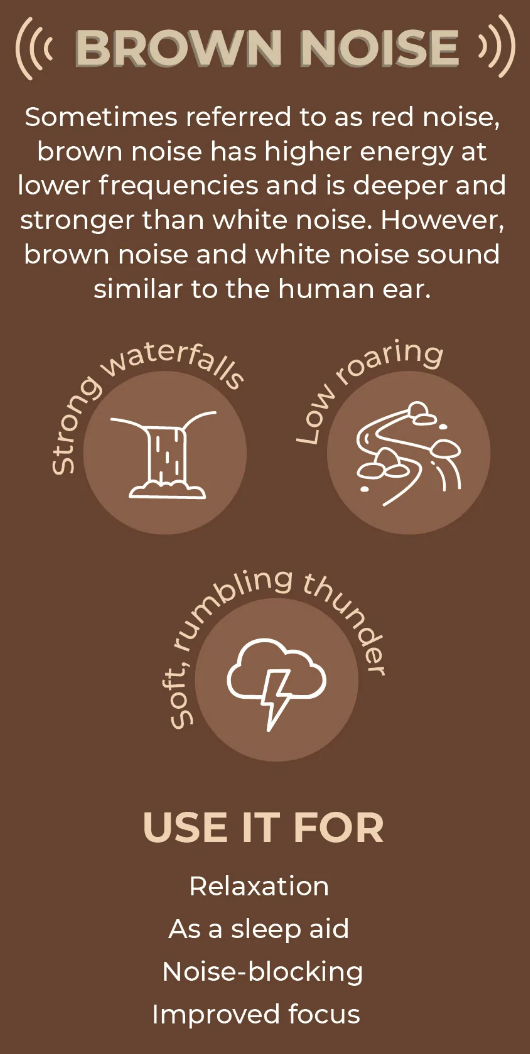 BROWN NOISE
Sometimes referred to as red noise,
brown noise has higher energy at
lower frequencies and is deeper and
stronger than white noise. However,
brown noise and white noise sound
similar to the human ear.
Strong waterfalls
Low roaring
Soft, rumbling thunder
USE IT FOR
Relaxation
As a sleep aid
Noise-blocking
Improved focus